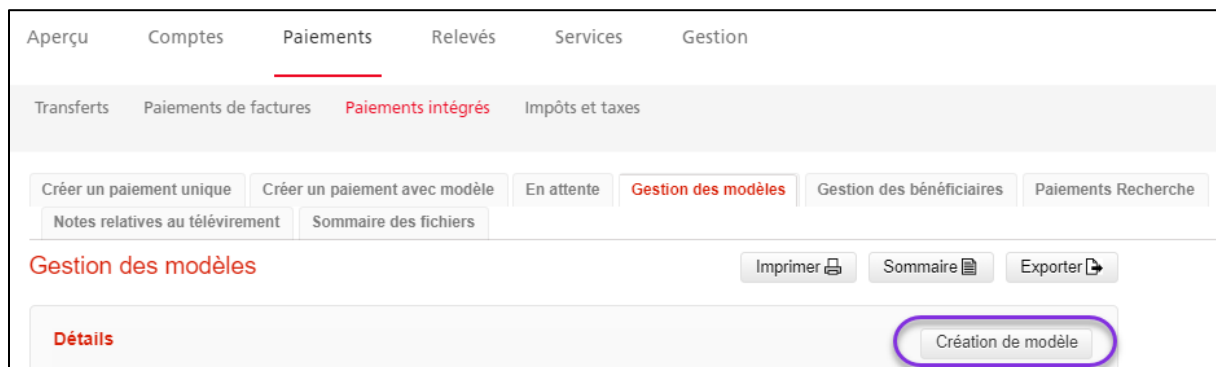 Aperçu Comptes Paiements Relevés Services Gestion
Transferts Paiements de factures Paiements intégrés Impôts et taxes
Créer un paiement unique Créer un paiement avec modèle En attente Gestion des modèles Gestion des bénéficiaires Paiements Recherche
Notes relatives au télévirement Sommaire des fichiers
Gestion des modèles Imprimer Sommaire Exporter
Détails Création de modèle